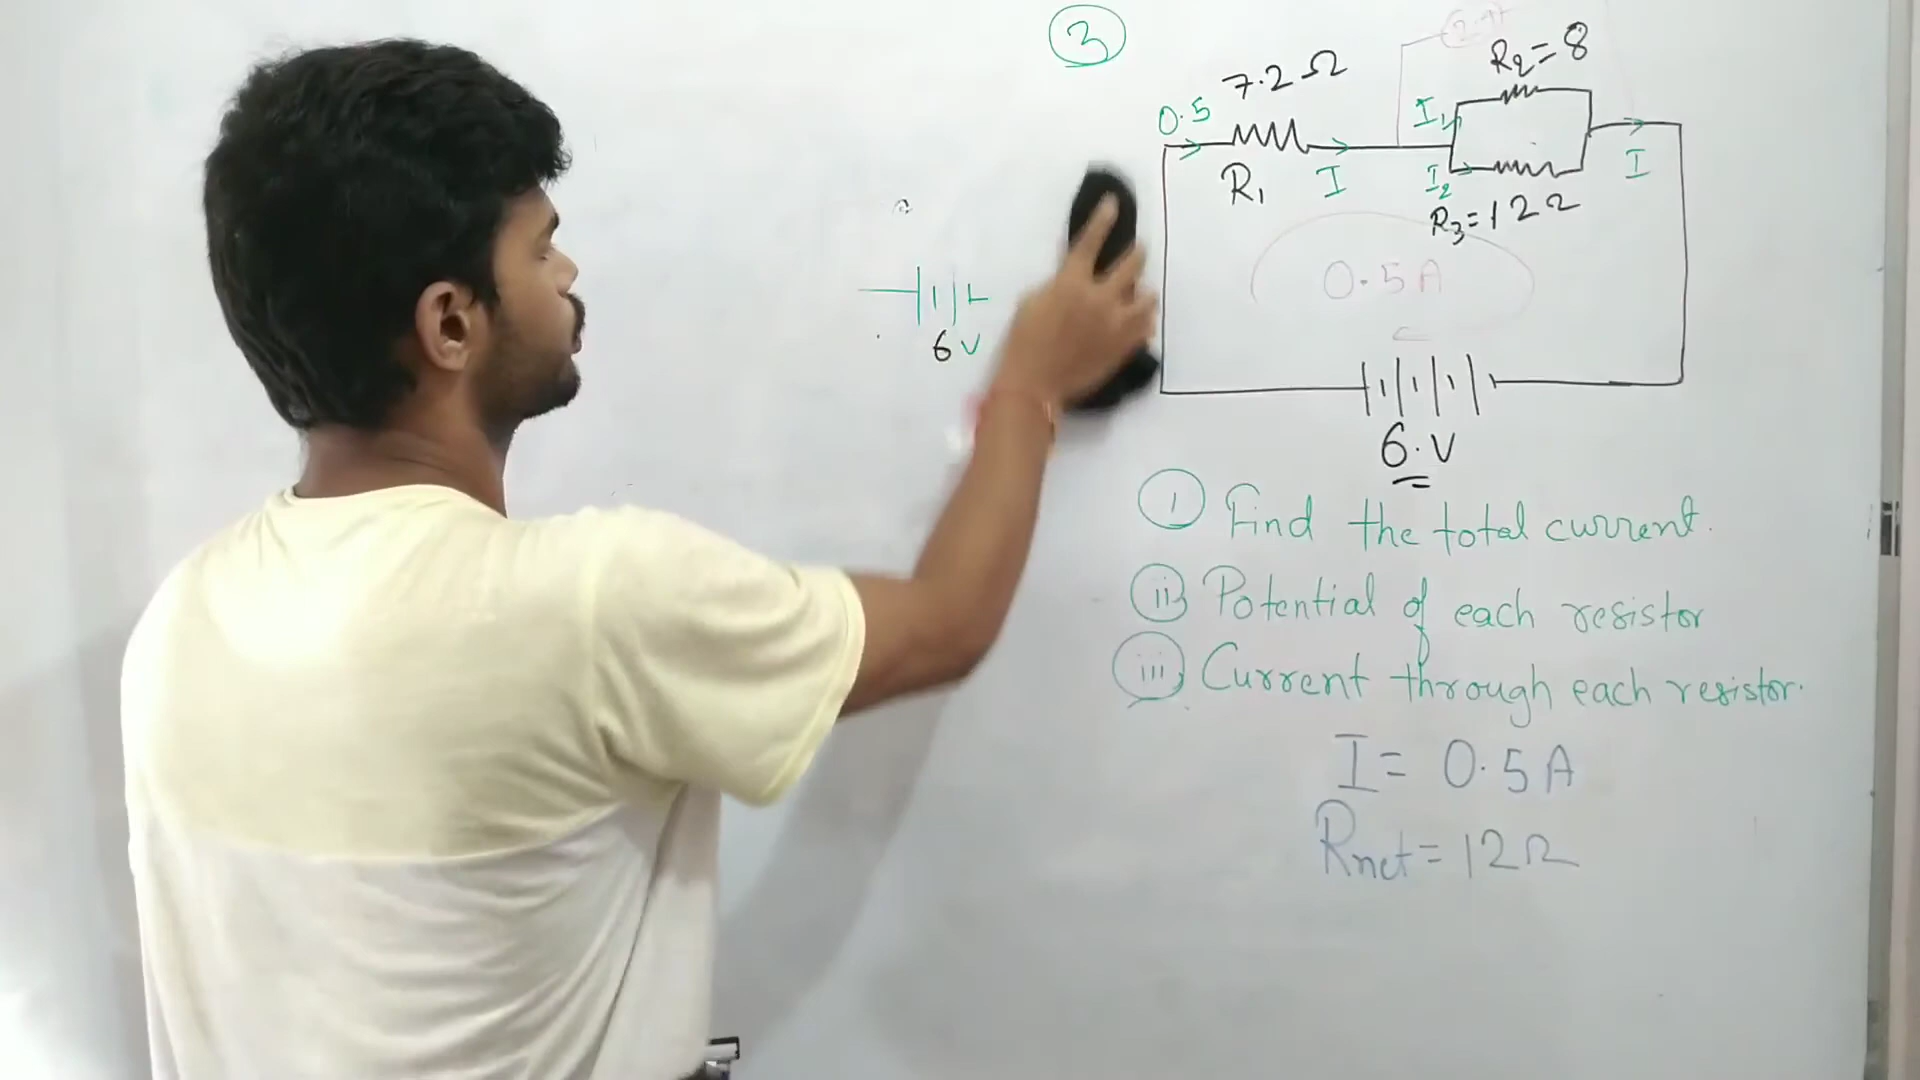 3
7.2 Ω
R2 = 8
0.5
I1
R1
I
I2
I
R3 = 12 Ω
0.5 A
6 V
6. V
i Find the total current.
ii Potential of each resistor
iii Current through each resistor.
I = 0.5 A
Rnet = 12 Ω